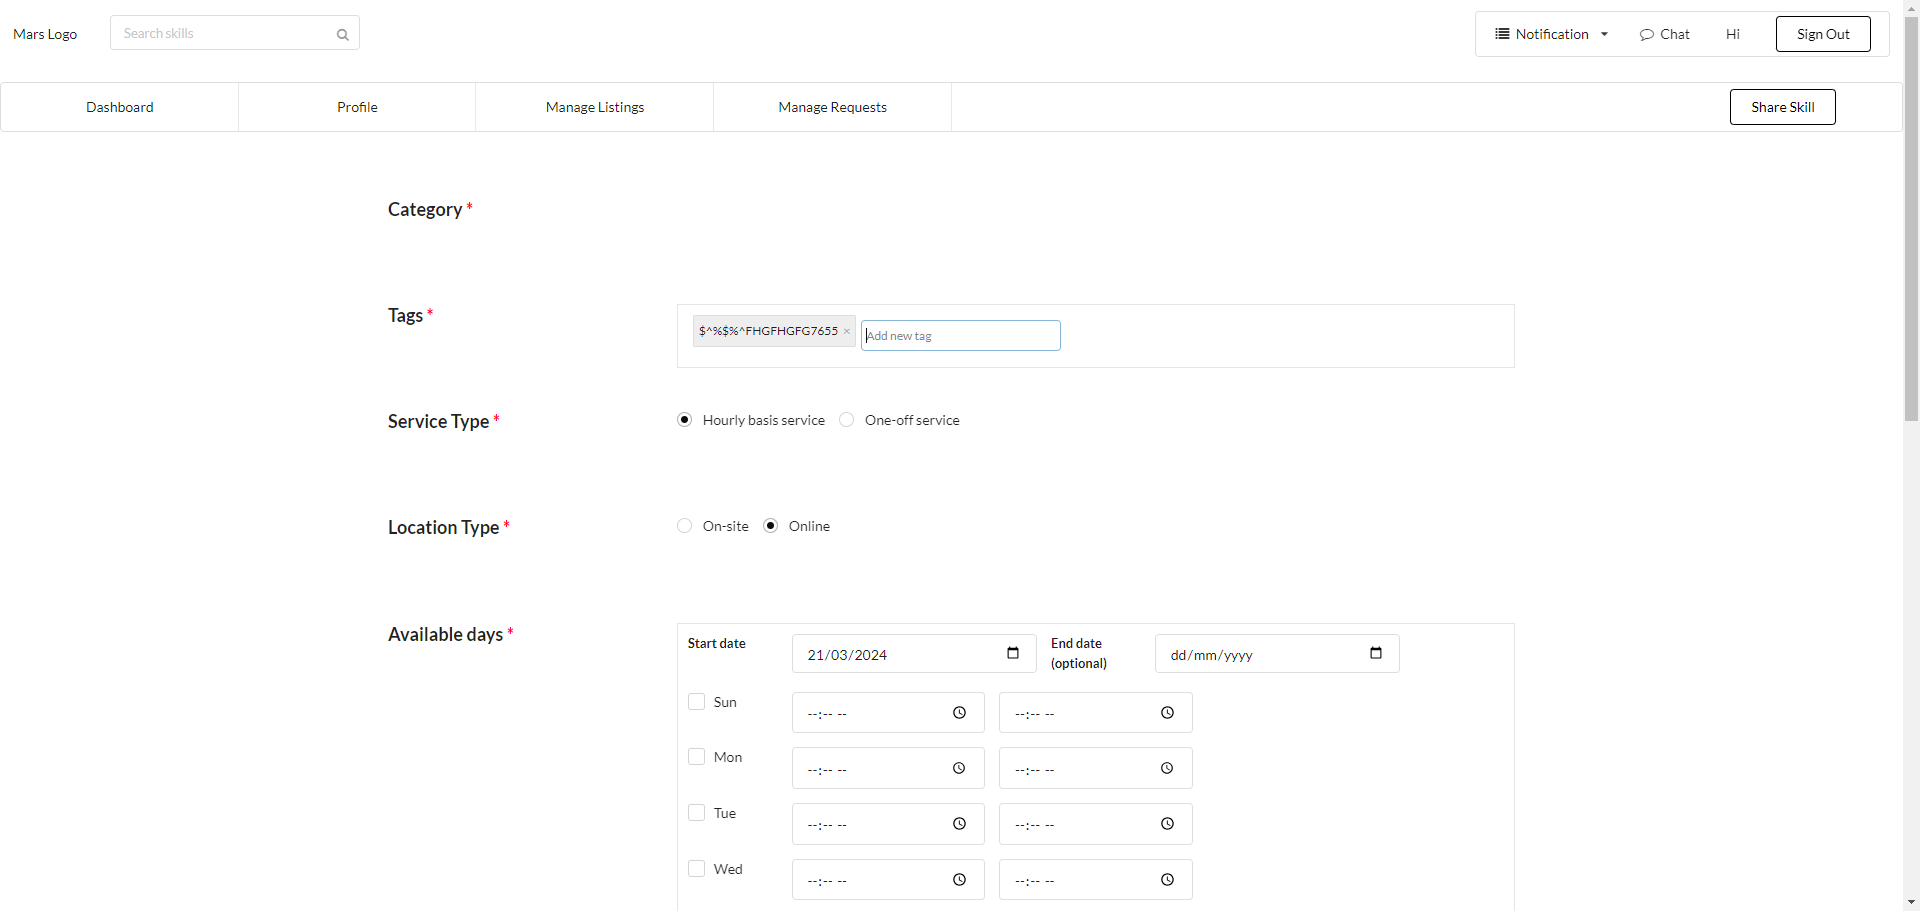 Mars Logo
Search skills
Notification
Chat
Hi
Sign Out
Dashboard
Profile
Manage Listings
Manage Requests
Share Skill
Category *
Tags *
$^%$%^FHGFHGFG7655 ×
Add new tag
Service Type *
Hourly basis service
One-off service
Location Type *
On-site
Online
Available days *
Start date
21/03/2024
End date
(optional)
dd/mm/yyyy
Sun
--:-- --
--:-- --
Mon
--:-- --
--:-- --
Tue
--:-- --
--:-- --
Wed
--:-- --
--:-- --